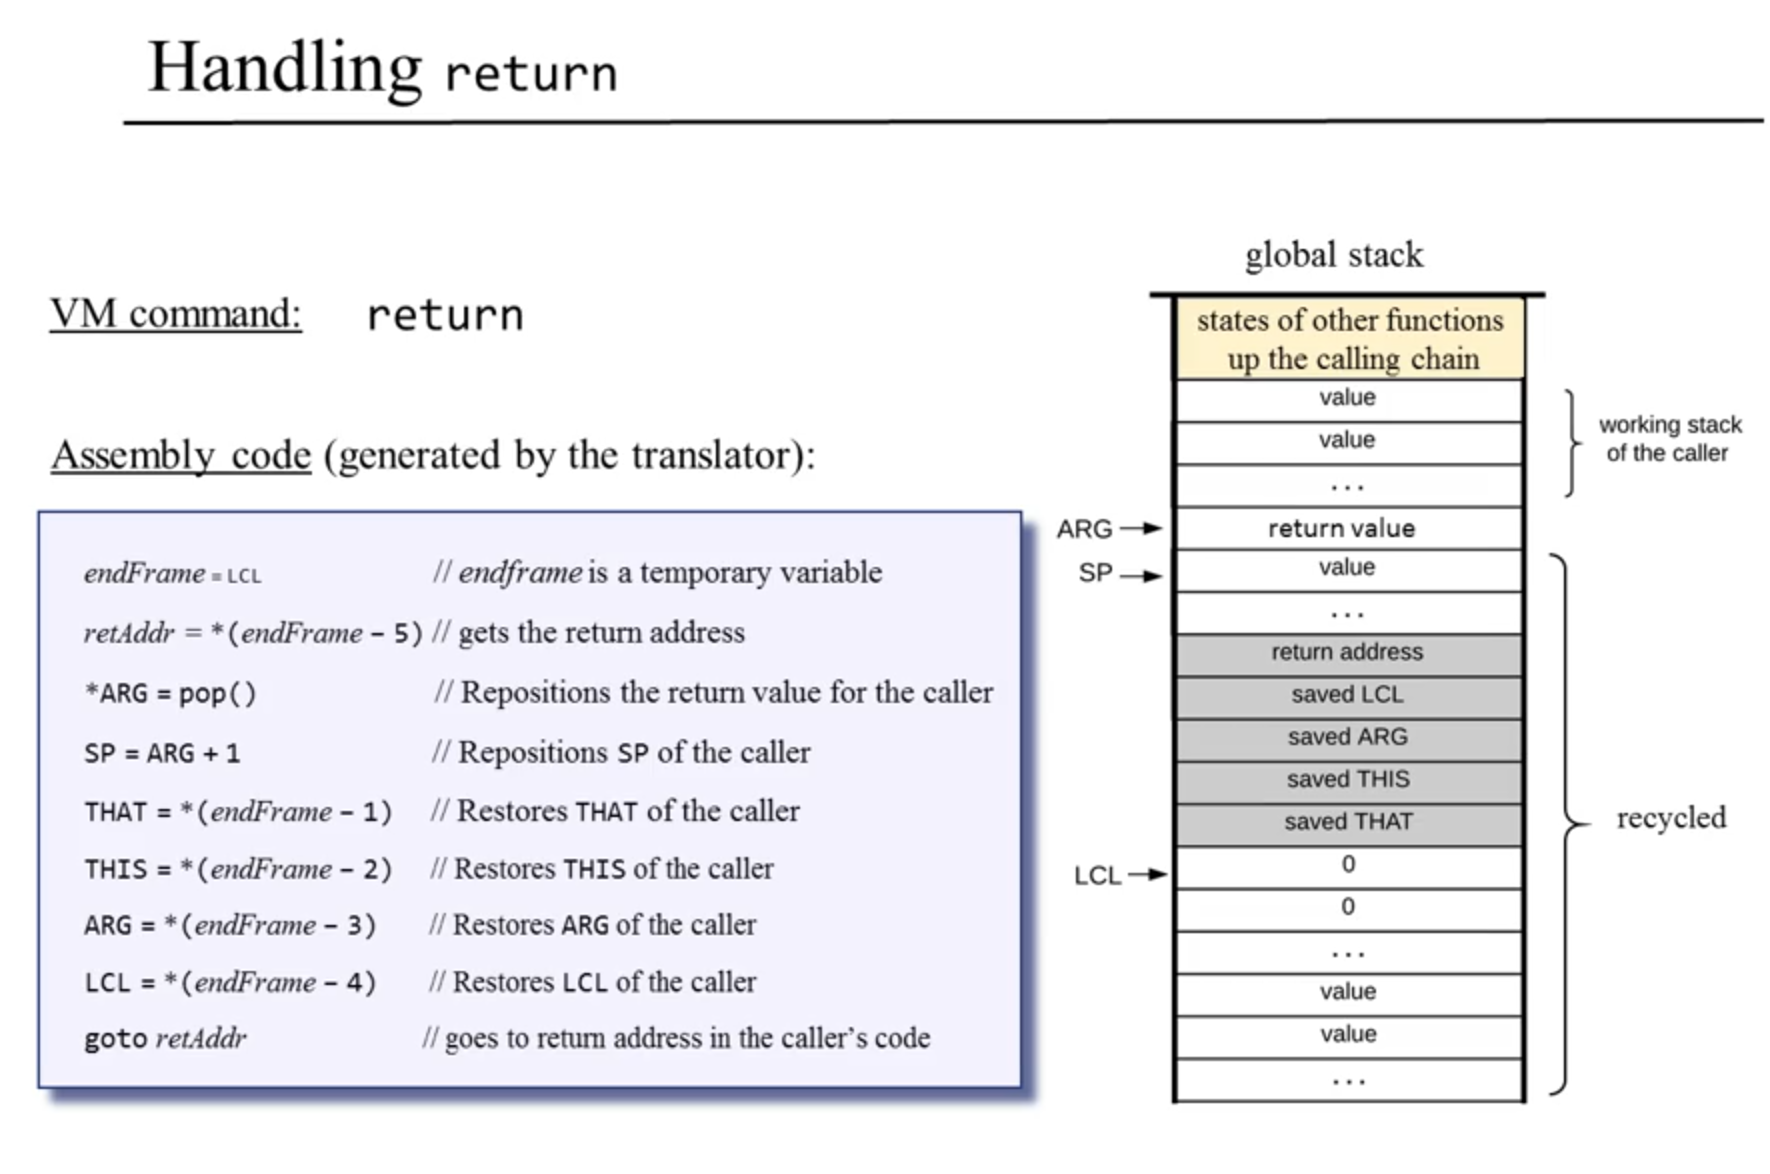 Handling return
VM command: return
Assembly code (generated by the translator):
endFrame = LCL // endframe is a temporary variable
retAddr = *(endFrame – 5) // gets the return address
*ARG = pop() // Repositions the return value for the caller
SP = ARG + 1 // Repositions SP of the caller
THAT = *(endFrame – 1) // Restores THAT of the caller
THIS = *(endFrame – 2) // Restores THIS of the caller
ARG = *(endFrame – 3) // Restores ARG of the caller
LCL = *(endFrame – 4) // Restores LCL of the caller
goto retAddr // goes to return address in the caller’s code
global stack
states of other functions
up the calling chain
value
value
...
working stack
of the caller
ARG return value
SP value
...
return address
saved LCL
saved ARG
saved THIS
saved THAT
recycled
LCL 0
0
...
value
value
...